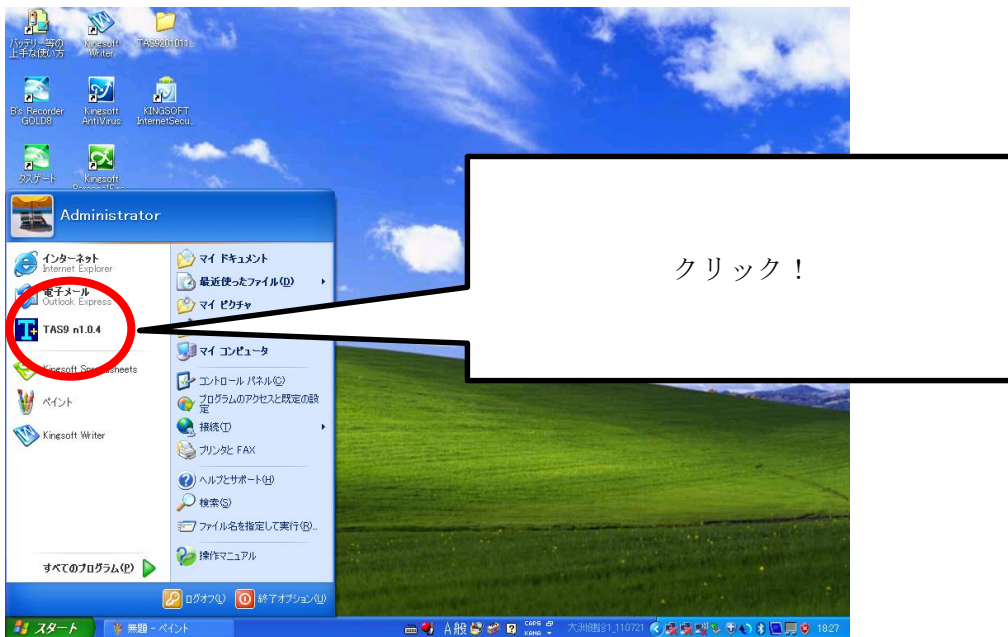 バッテリー等の
上手な使い方
Kingsoft
Writer
TAS9201011...
B's Recorder
GOLD8
Kingsoft
AntiVirus
KINGSOFT
InternetSecu...
タスゲート
Kingsoft
Administrator
インターネット
Internet Explorer
電子メール
Outlook Express
TAS9 n1.0.4
Kingsoft Spreadsheets
ペイント
Kingsoft Writer
すべてのプログラム(P)
マイ ドキュメント
最近使ったファイル(D)
マイ ピクチャ
マイ コンピュータ
コントロール パネル(C)
プログラムのアクセスと既定の設
定
接続(T)
プリンタと FAX
ヘルプとサポート(H)
検索(S)
ファイル名を指定して実行(R)...
操作マニュアル
ログオフ(L)
終了オプション(U)
クリック！
スタート
無題 - ペイント
A般
CAPS
KANA
18:27